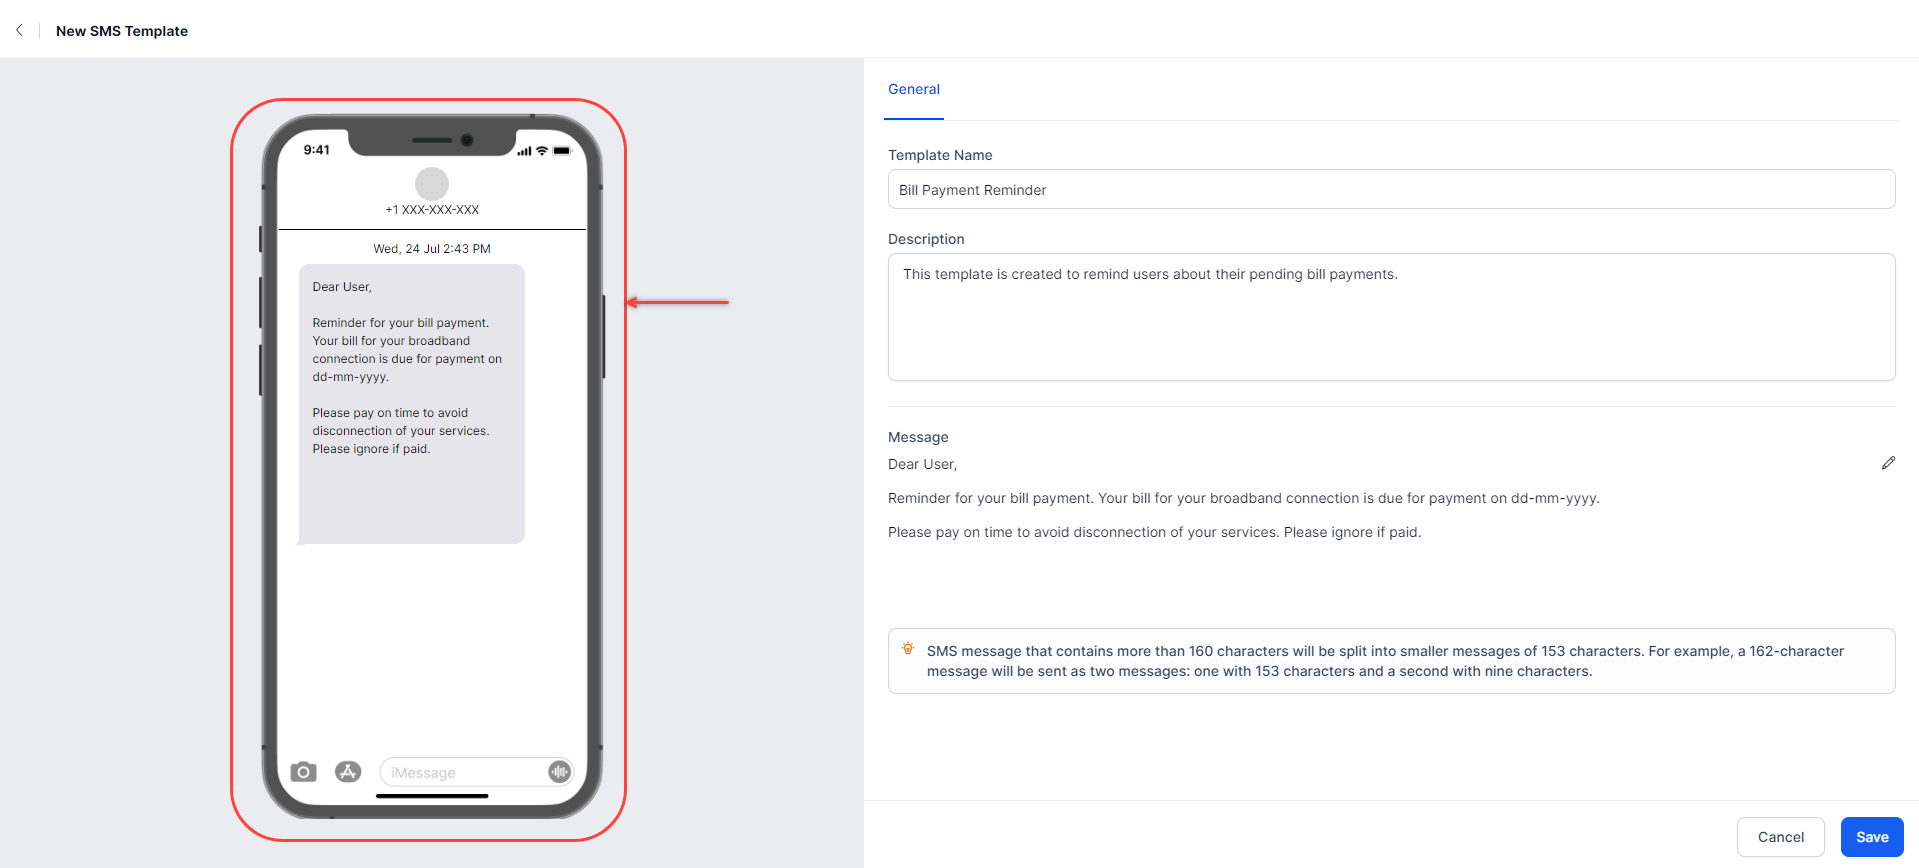 New SMS Template
9:41
+1 XXX-XXX-XXX
Wed, 24 Jul 2:43 PM
Dear User,
Reminder for your bill payment.
Your bill for your broadband
connection is due for payment on
dd-mm-yyyy.
Please pay on time to avoid
disconnection of your services.
Please ignore if paid.
iMessage
General
Template Name
Bill Payment Reminder
Description
This template is created to remind users about their pending bill payments.
Message
Dear User,
Reminder for your bill payment. Your bill for your broadband connection is due for payment on dd-mm-yyyy.
Please pay on time to avoid disconnection of your services. Please ignore if paid.
SMS message that contains more than 160 characters will be split into smaller messages of 153 characters. For example, a 162-character
message will be sent as two messages: one with 153 characters and a second with nine characters.
Cancel
Save